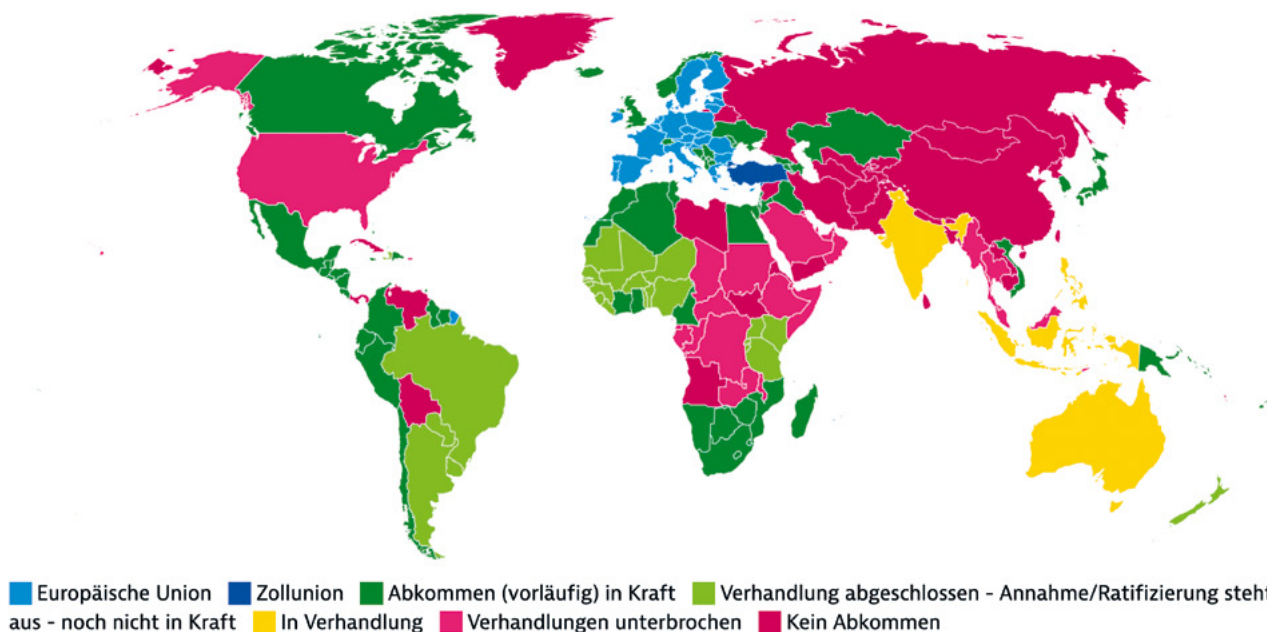 Europäische Union Zollunion Abkommen (vorläufig) in Kraft Verhandlung abgeschlossen - Annahme/Ratifizierung steht
aus - noch nicht in Kraft In Verhandlung Verhandlungen unterbrochen Kein Abkommen